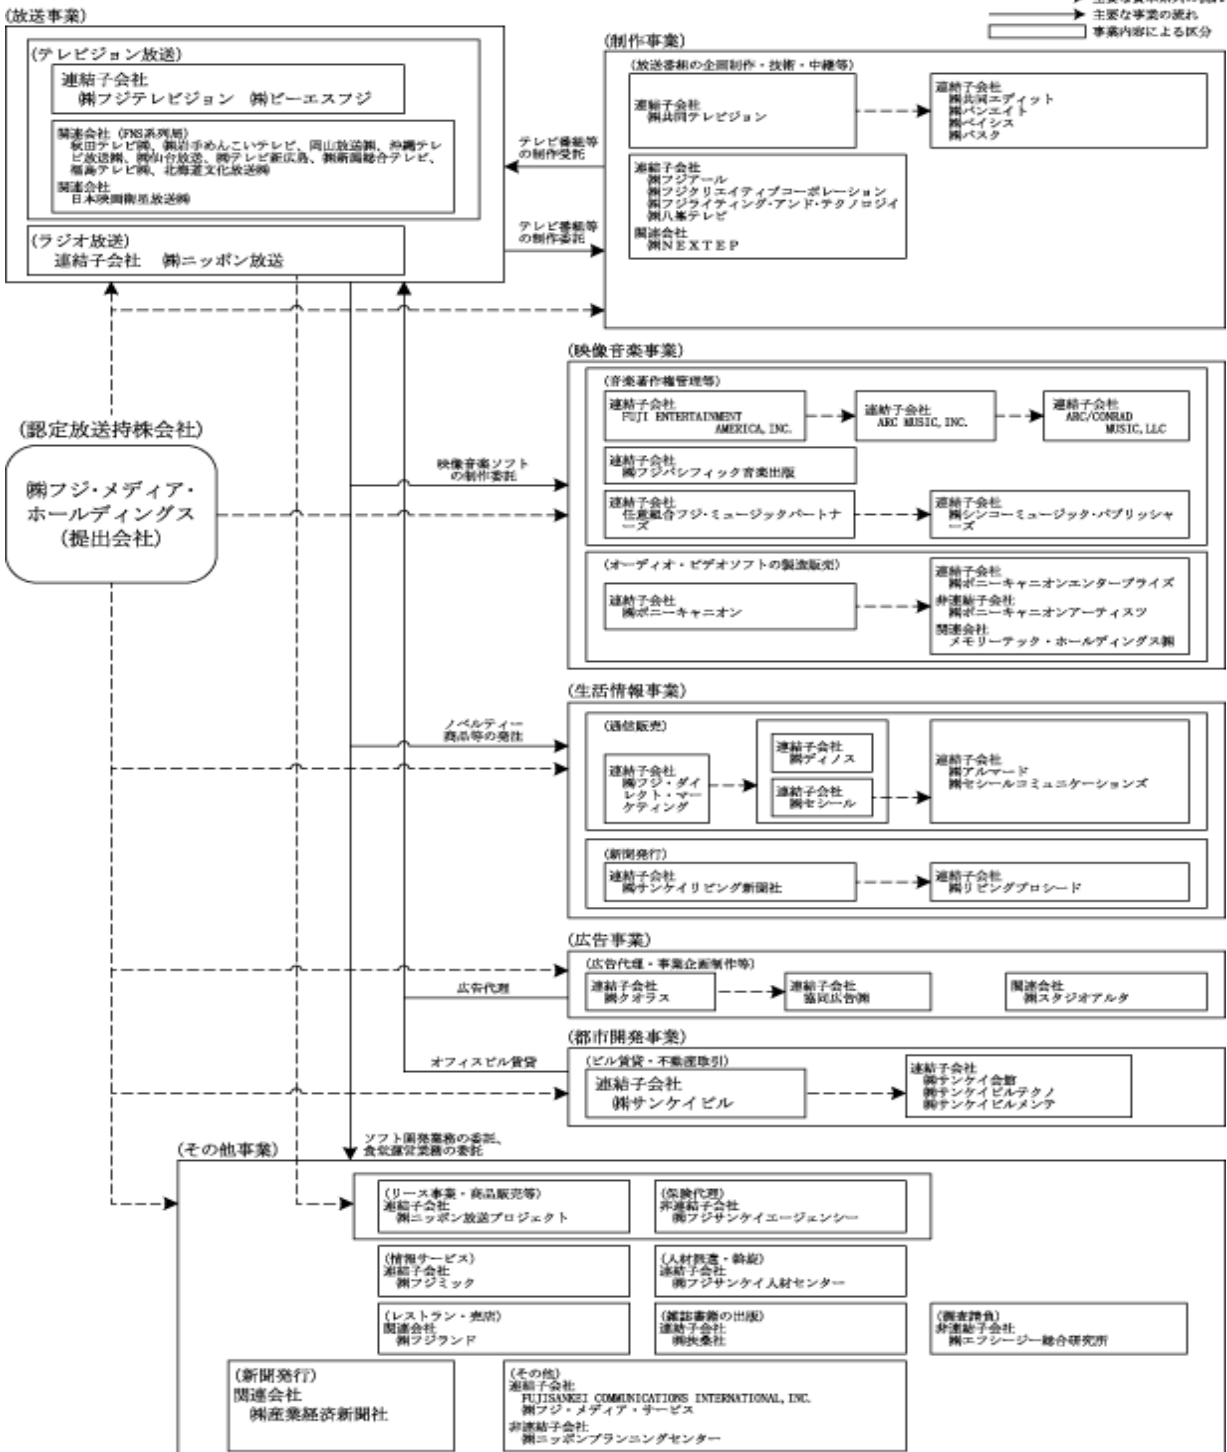 主要な事業の流れ
事業内容による区分
(放送事業)
(テレビジョン放送)
連結子会社
㈱フジテレビジョン ㈱ビーエスフジ
関連会社 (FNS系列局)
秋田テレビ㈱、㈱岩手めんこいテレビ、岡山放送㈱、沖縄テレ
ビ放送㈱、㈱仙台放送、㈱テレビ新広島、㈱新潟総合テレビ、
福島テレビ㈱、北海道文化放送㈱
関連会社
日本映画衛星放送㈱
(ラジオ放送)
連結子会社 ㈱ニッポン放送
テレビ番組等
の制作受託
テレビ番組等
の制作委託
(制作事業)
(放送番組の企画制作・技術・中継等)
連結子会社
㈱共同テレビジョン
連結子会社
㈱共同エディット
㈱バンエイト
㈱ベイシス
㈱バスク
連結子会社
㈱フジアール
㈱フジクリエイティブコーポレーション
㈱フジライティング・アンド・テクノロジイ
㈱八峯テレビ
関連会社
㈱NEXTEP
(認定放送持株会社)
㈱フジ・メディア・
ホールディングス
(提出会社)
映像音楽ソフト
の制作委託
(映像音楽事業)
(音楽著作権管理等)
連結子会社
FUJI ENTERTAINMENT
AMERICA, INC.
連結子会社
ARC MUSIC, INC.
連結子会社
ARC/CONRAD
MUSIC, LLC
連結子会社
㈱フジパシフィック音楽出版
連結子会社
任意組合フジ・ミュージックパートナ
ーズ
連結子会社
㈱シンコーミュージック・パブリッシャ
ーズ
(オーディオ・ビデオソフトの製造販売)
連結子会社
㈱ポニーキャニオン
連結子会社
㈱ポニーキャニオンエンタープライズ
非連結子会社
㈱ポニーキャニオンアーティスツ
関連会社
メモリーテック・ホールディングス㈱
ノベルティー
商品等の発注
(生活情報事業)
(通信販売)
連結子会社
㈱フジ・ダイ
レクト・マー
ケティング
連結子会社
㈱ディノス
連結子会社
㈱セシール
連結子会社
㈱アルマード
㈱セシールコミュニケーションズ
(新聞発行)
連結子会社
㈱サンケイリビング新聞社
連結子会社
㈱リビングプロシード
広告代理
(広告事業)
(広告代理・事業企画制作等)
連結子会社
㈱クオラス
連結子会社
協同広告㈱
関連会社
㈱スタジオアルタ
オフィスビル賃貸
(都市開発事業)
(ビル賃貸・不動産取引)
連結子会社
㈱サンケイビル
連結子会社
㈱サンケイ会館
㈱サンケイビルテクノ
㈱サンケイビルメンテ
ソフト開発業務の委託、
食堂運営業務の委託
(その他事業)
(リース事業・商品販売等)
連結子会社
㈱ニッポン放送プロジェクト
(保険代理)
非連結子会社
㈱フジサンケイエージェンシー
(情報サービス)
連結子会社
㈱フジミック
(人材派遣・斡旋)
連結子会社
㈱フジサンケイ人材センター
(レストラン・売店)
関連会社
㈱フジランド
(雑誌書籍の出版)
連結子会社
㈱扶桑社
(調査請負)
非連結子会社
㈱エフシージー総合研究所
(新聞発行)
関連会社
㈱産業経済新聞社
(その他)
連結子会社
FUJISANKEI COMMUNICATIONS INTERNATIONAL, INC.
㈱フジ・メディア・サービス
非連結子会社
㈱ニッポンプランニングセンター